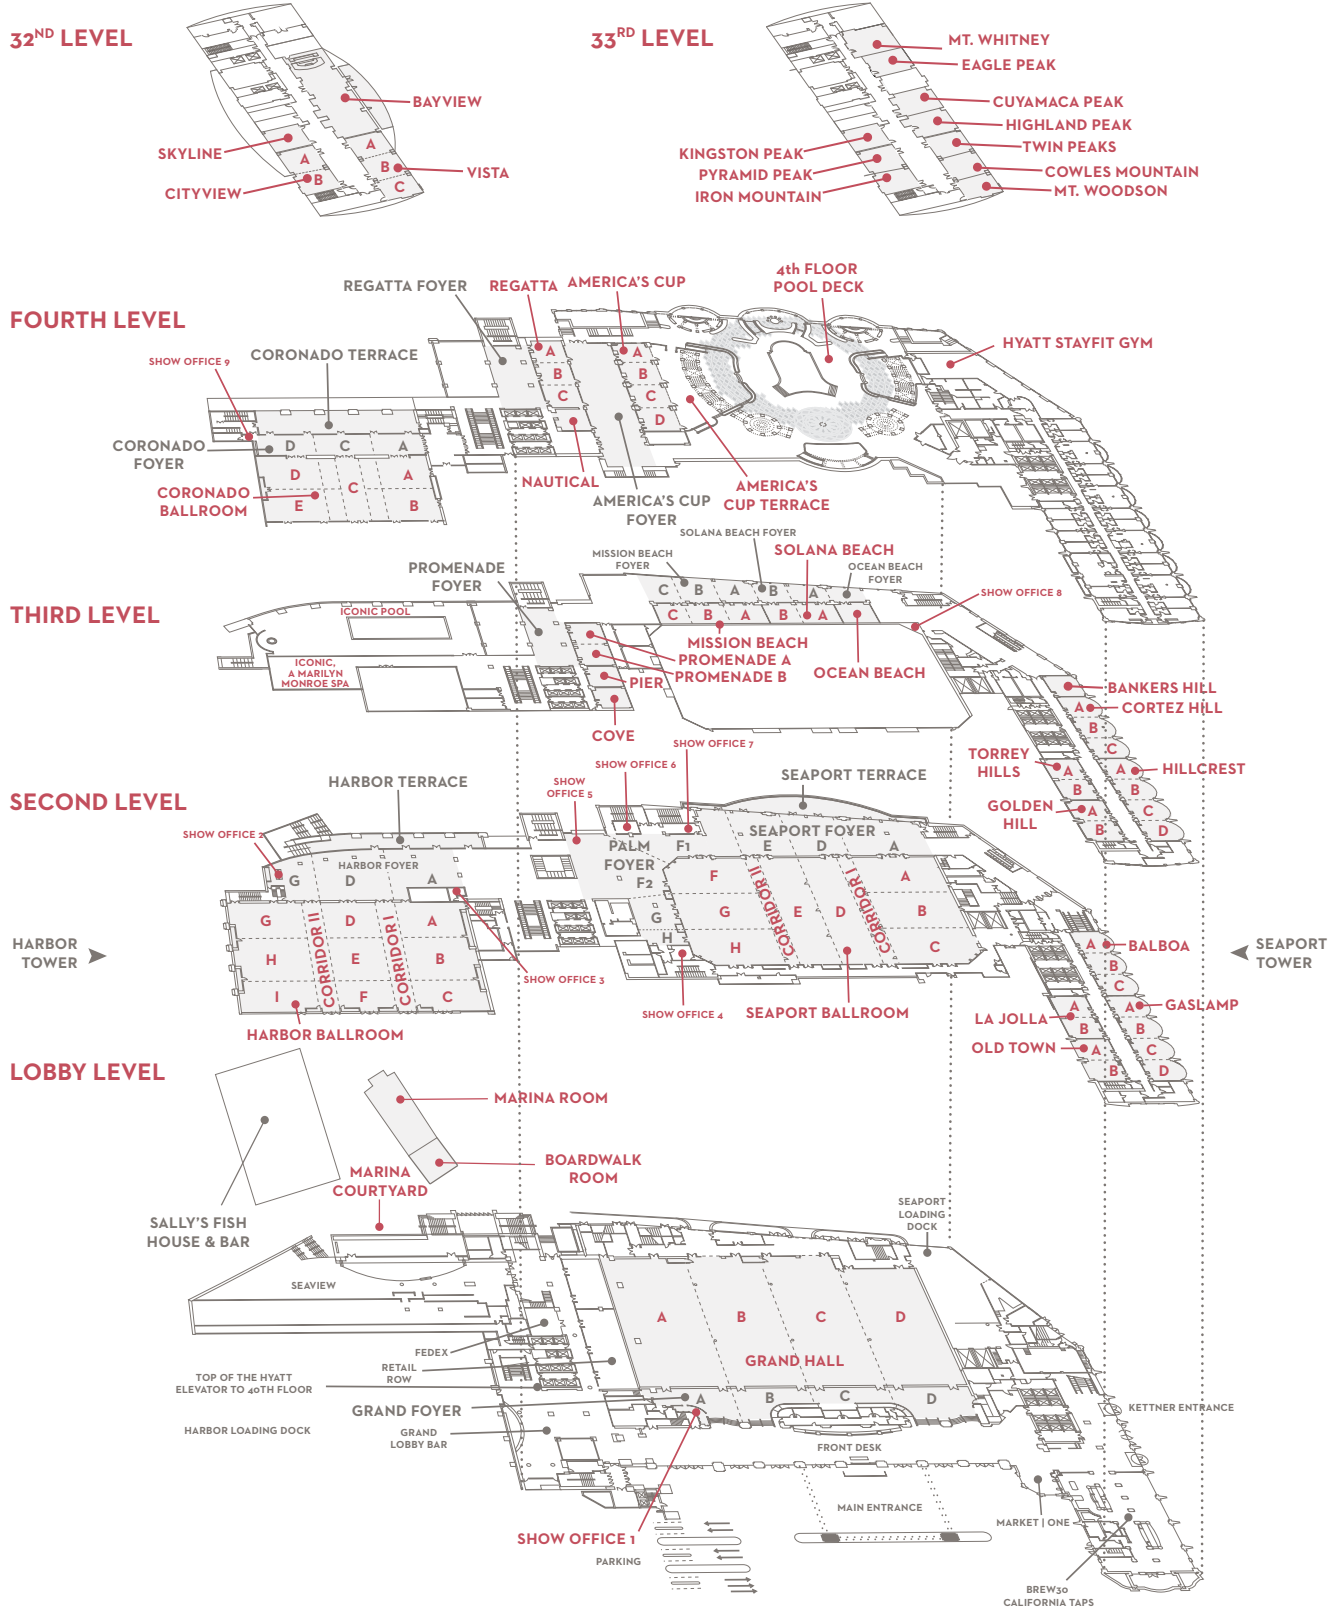 32ND LEVEL
BAYVIEW
SKYLINE
A
B
CITYVIEW
A
B
C
VISTA
33RD LEVEL
MT. WHITNEY
EAGLE PEAK
CUYAMACA PEAK
HIGHLAND PEAK
TWIN PEAKS
COWLES MOUNTAIN
MT. WOODSON
KINGSTON PEAK
PYRAMID PEAK
IRON MOUNTAIN
FOURTH LEVEL
REGATTA FOYER
REGATTA
AMERICA'S CUP
4th FLOOR
POOL DECK
HYATT STAYFIT GYM
SHOW OFFICE 9
CORONADO TERRACE
A
B
C
A
B
C
D
CORONADO
FOYER
D
C
A
D
C
A
E
B
CORONADO
BALLROOM
NAUTICAL
AMERICA'S CUP
FOYER
AMERICA'S
CUP TERRACE
THIRD LEVEL
PROMENADE
FOYER
MISSION BEACH
FOYER
SOLANA BEACH FOYER
SOLANA BEACH
OCEAN BEACH
FOYER
SHOW OFFICE 8
C
B
A
B
A
C
B
A
B
A
ICONIC POOL
ICONIC,
A MARILYN
MONROE SPA
MISSION BEACH
PROMENADE A
PROMENADE B
PIER
COVE
OCEAN BEACH
BANKERS HILL
A
CORTEZ HILL
B
C
TORREY
HILLS
A
B
A
HILLCREST
B
C
D
GOLDEN
HILL
A
B
SECOND LEVEL
HARBOR TERRACE
SHOW OFFICE 2
SHOW
OFFICE 5
SHOW OFFICE 6
SHOW OFFICE 7
SEAPORT TERRACE
HARBOR FOYER
G
D
A
G
D
A
H
E
B
I
F
C
CORRIDOR II
CORRIDOR I
HARBOR BALLROOM
SHOW OFFICE 3
PALM
FOYER
F1
F2
G
H
SEAPORT FOYER
E
D
A
F
A
G
E
D
B
H
C
CORRIDOR II
CORRIDOR I
SHOW OFFICE 4
SEAPORT BALLROOM
HARBOR
TOWER
SEAPORT
TOWER
A
BALBOA
B
C
LA JOLLA
A
B
A
GASLAMP
B
C
D
OLD TOWN
A
B
LOBBY LEVEL
MARINA ROOM
BOARDWALK
ROOM
MARINA
COURTYARD
SALLY'S FISH
HOUSE & BAR
SEAPORT
LOADING
DOCK
SEAVIEW
A
B
C
D
GRAND HALL
FEDEX
RETAIL
ROW
TOP OF THE HYATT
ELEVATOR TO 40TH FLOOR
GRAND FOYER
A
B
C
D
HARBOR LOADING DOCK
GRAND
LOBBY BAR
FRONT DESK
KETTNER ENTRANCE
MAIN ENTRANCE
MARKET | ONE
SHOW OFFICE 1
PARKING
BREW30
CALIFORNIA TAPS